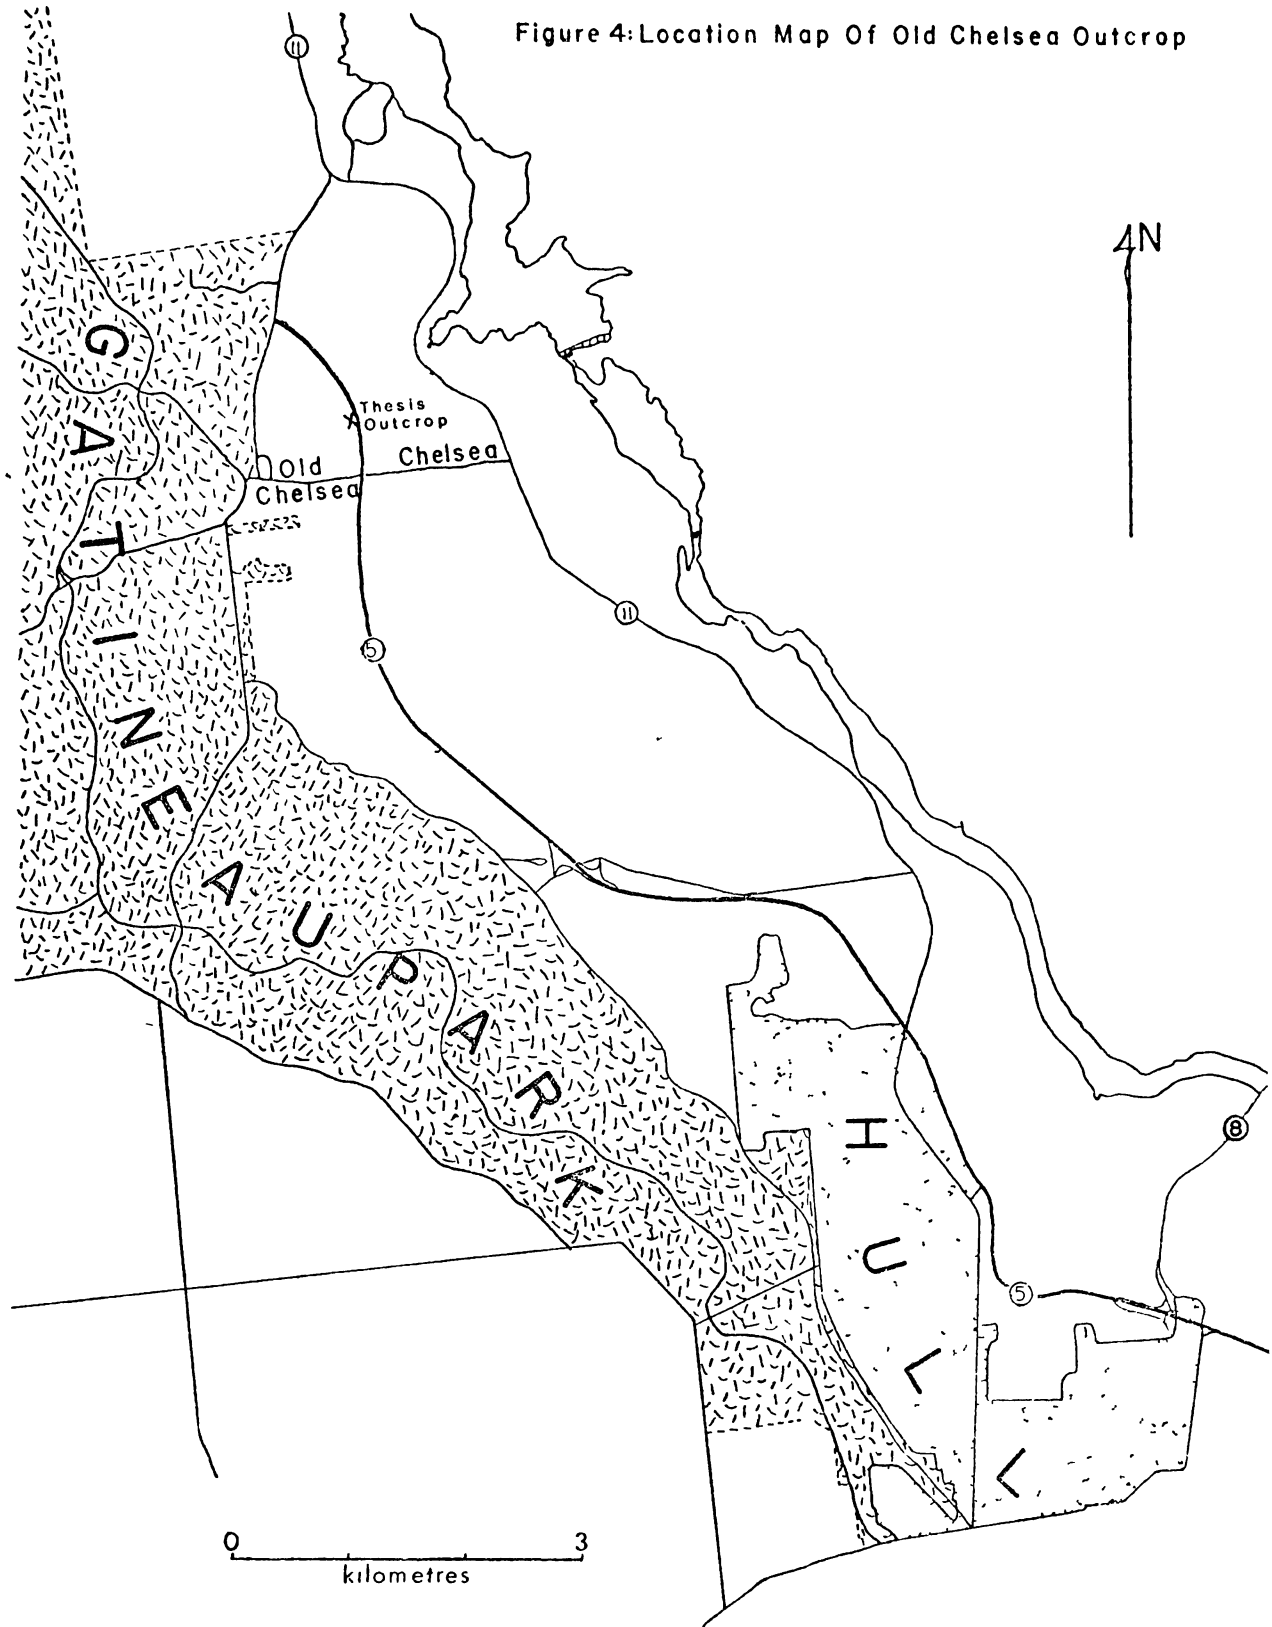 Figure 4: Location Map Of Old Chelsea Outcrop
11
N
Thesis
Outcrop
Old Chelsea
Chelsea
11
5
GATINEAU PARK
8
HULL
5
0 3
kilometres